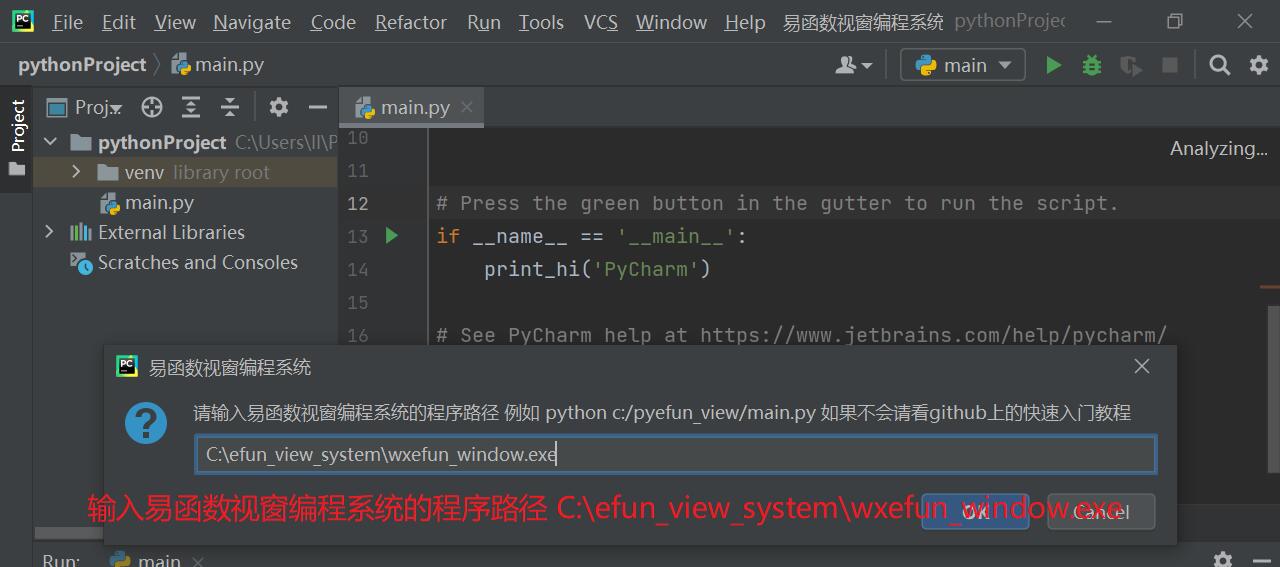 File Edit View Navigate Code Refactor Run Tools VCS Window Help 易函数视窗编程系统 pythonProjec
pythonProject main.py main
Project
Proj... main.py
pythonProject C:\Users\ll\P
venv library root
main.py
External Libraries
Scratches and Consoles
Analyzing...
10
11
12 # Press the green button in the gutter to run the script.
13 if __name__ == '__main__':
14 print_hi('PyCharm')
15
16 # See PyCharm help at https://www.jetbrains.com/help/pycharm/
易函数视窗编程系统
请输入易函数视窗编程系统的程序路径 例如 python c:/pyefun_view/main.py 如果不会请看github上的快速入门教程
C:\efun_view_system\wxefun_window.exe
输入易函数视窗编程系统的程序路径 C:\efun_view_system\wxefun_window.exe
OK Cancel
Run: main